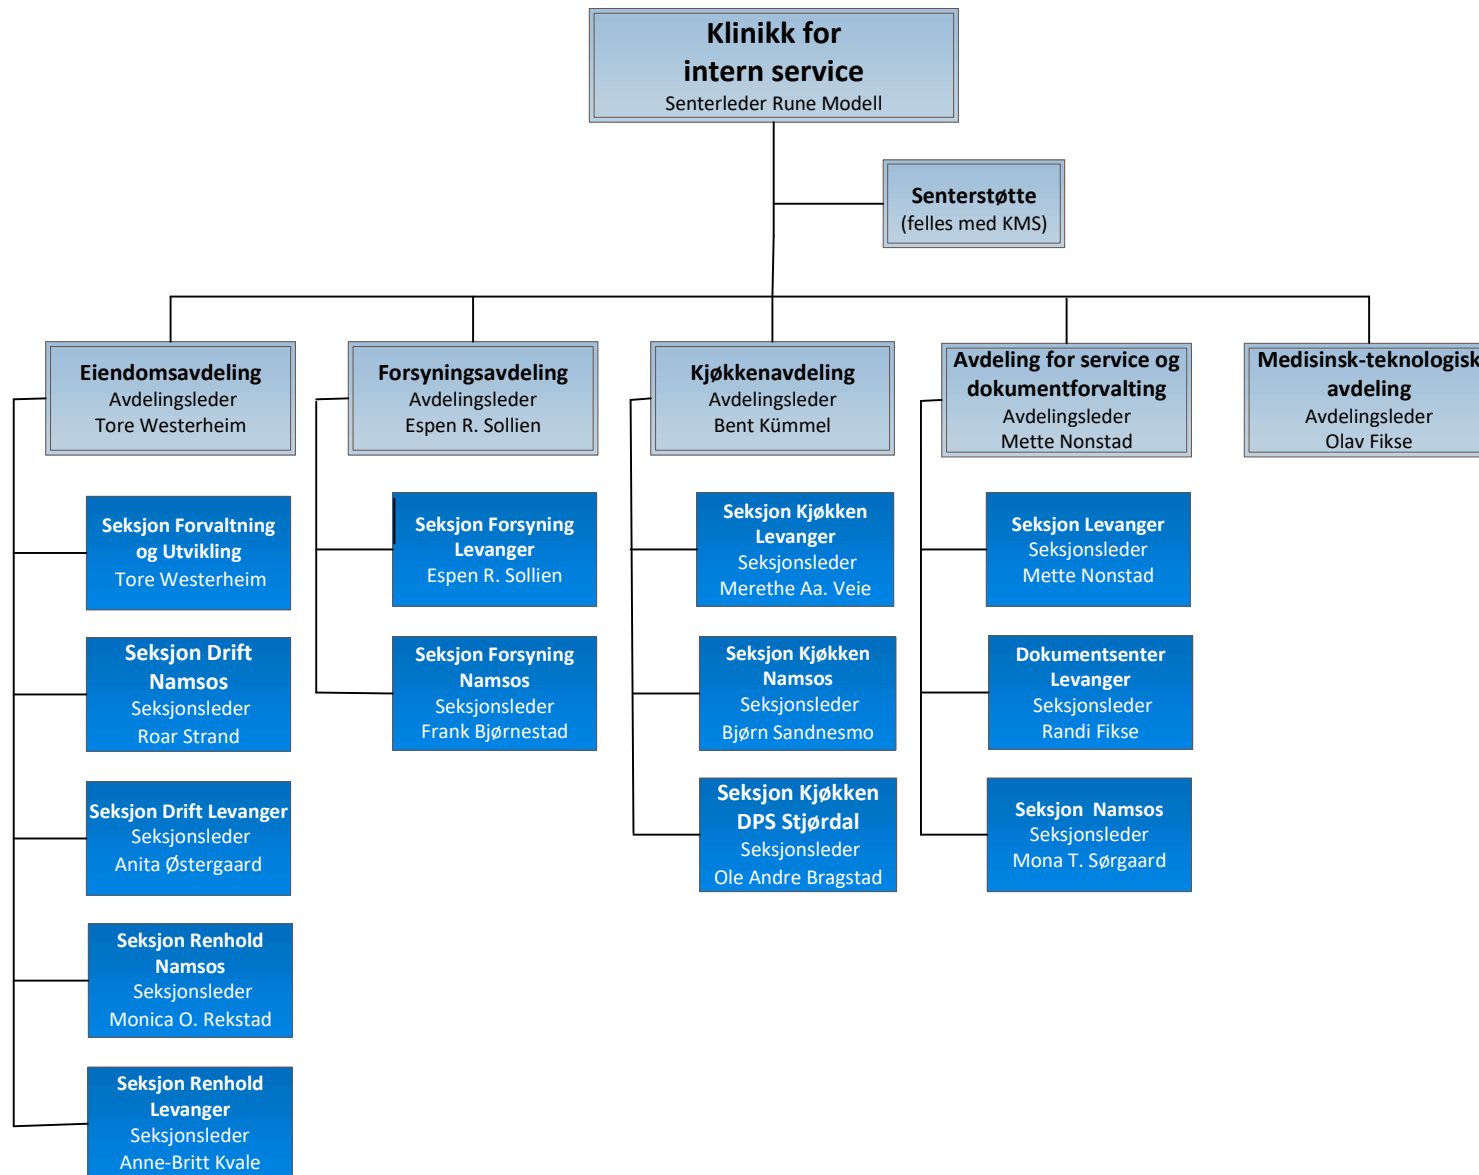 Klinikk for
intern service
Senterleder Rune Modell
Senterstøtte
(felles med KMS)
Eiendomsavdeling
Avdelingsleder
Tore Westerheim
Forsyningsavdeling
Avdelingsleder
Espen R. Sollien
Kjøkkenavdeling
Avdelingsleder
Bent Kümmel
Avdeling for service og
dokumentforvalting
Avdelingsleder
Mette Nonstad
Medisinsk-teknologisk
avdeling
Avdelingsleder
Olav Fikse
Seksjon Forvaltning
og Utvikling
Tore Westerheim
Seksjon Drift
Namsos
Seksjonsleder
Roar Strand
Seksjon Drift Levanger
Seksjonsleder
Anita Østergaard
Seksjon Renhold
Namsos
Seksjonsleder
Monica O. Rekstad
Seksjon Renhold
Levanger
Seksjonsleder
Anne-Britt Kvale
Seksjon Forsyning
Levanger
Espen R. Sollien
Seksjon Forsyning
Namsos
Seksjonsleder
Frank Bjørnestad
Seksjon Kjøkken
Levanger
Seksjonsleder
Merethe Aa. Veie
Seksjon Kjøkken
Namsos
Seksjonsleder
Bjørn Sandnesmo
Seksjon Kjøkken
DPS Stjørdal
Seksjonsleder
Ole Andre Bragstad
Seksjon Levanger
Seksjonsleder
Mette Nonstad
Dokumentsenter
Levanger
Seksjonsleder
Randi Fikse
Seksjon  Namsos
Seksjonsleder
Mona T. Sørgaard